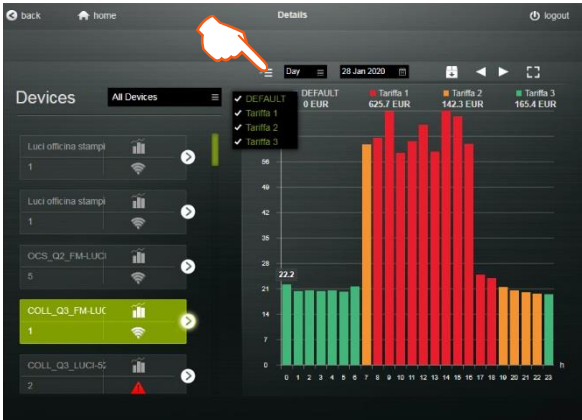 back home Details logout
Day 28 Jan 2020
Devices All Devices
DEFAULT
Tariffa 1
Tariffa 2
Tariffa 3
DEFAULT Tariffa 1 Tariffa 2 Tariffa 3
0 EUR 625.7 EUR 142.3 EUR 165.4 EUR
Luci officina stampi
1
Luci officina stampi
1
OCS_Q2_FM-LUCI
5
COLL_Q3_FM-LUC
1
COLL_Q3_LUCI-52
2
56
49
42
35
28
22.2
21
14
7
0
0 1 2 3 4 5 6 7 8 9 10 11 12 13 14 15 16 17 18 19 20 21 22 23 h